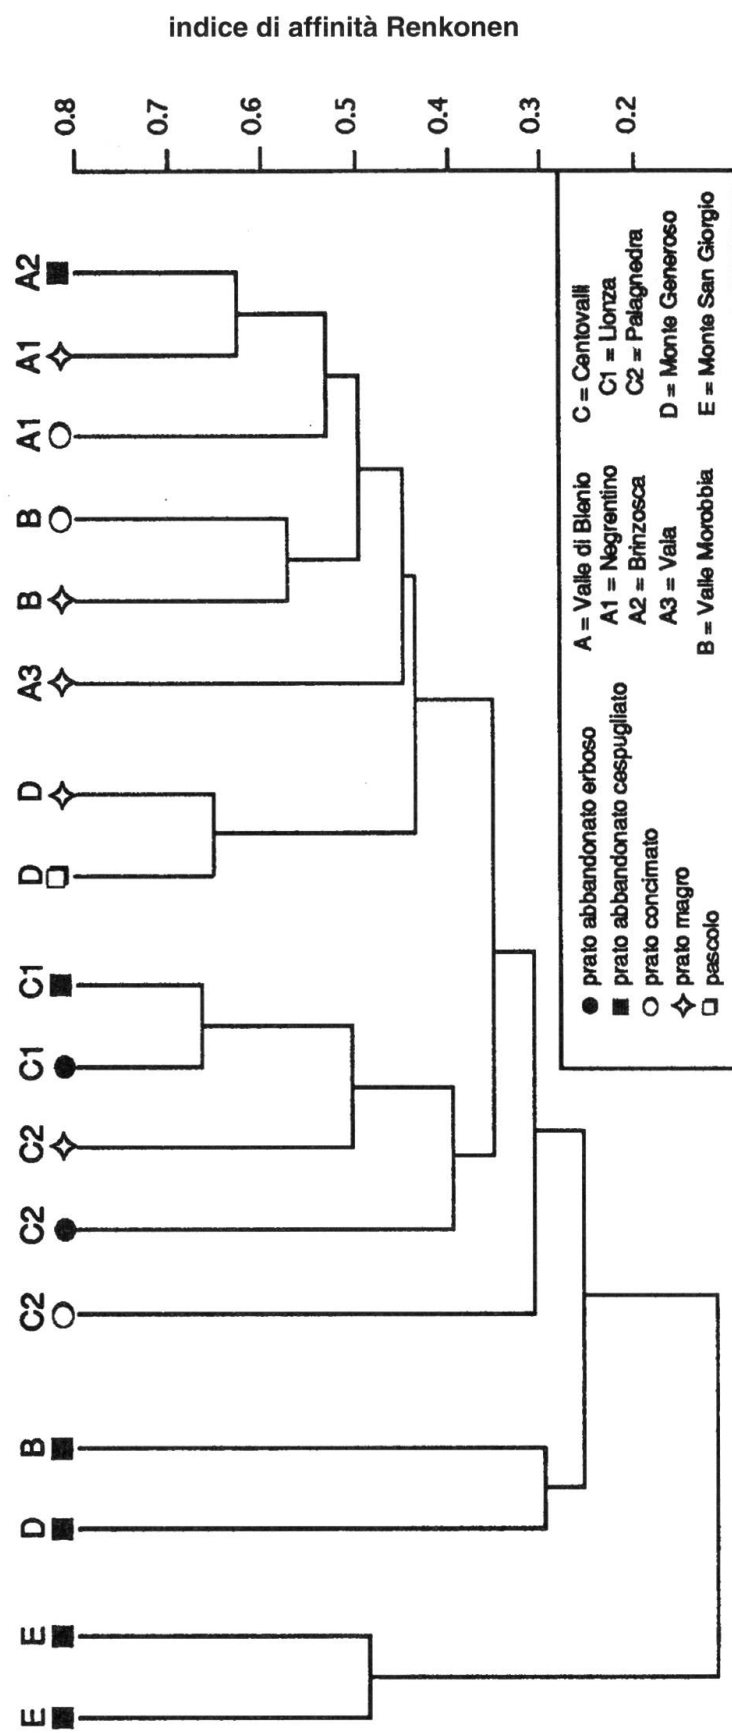 indice di affinità Renkonen
0.8
0.7
0.6
0.5
0.4
0.3
0.2
E
E
D
B
C2
C2
C2
C1
C1
D
D
A3
B
B
A1
A1
A2
prato abbandonato erboso
prato abbandonato cespugliato
prato concimato
prato magro
pascolo
A = Valle di Blenio
A1 = Negrentino
A2 = Brinzosca
A3 = Vala
B = Valle Morobbia
C = Centovalli
C1 = Lionza
C2 = Palagnedra
D = Monte Generoso
E = Monte San Giorgio